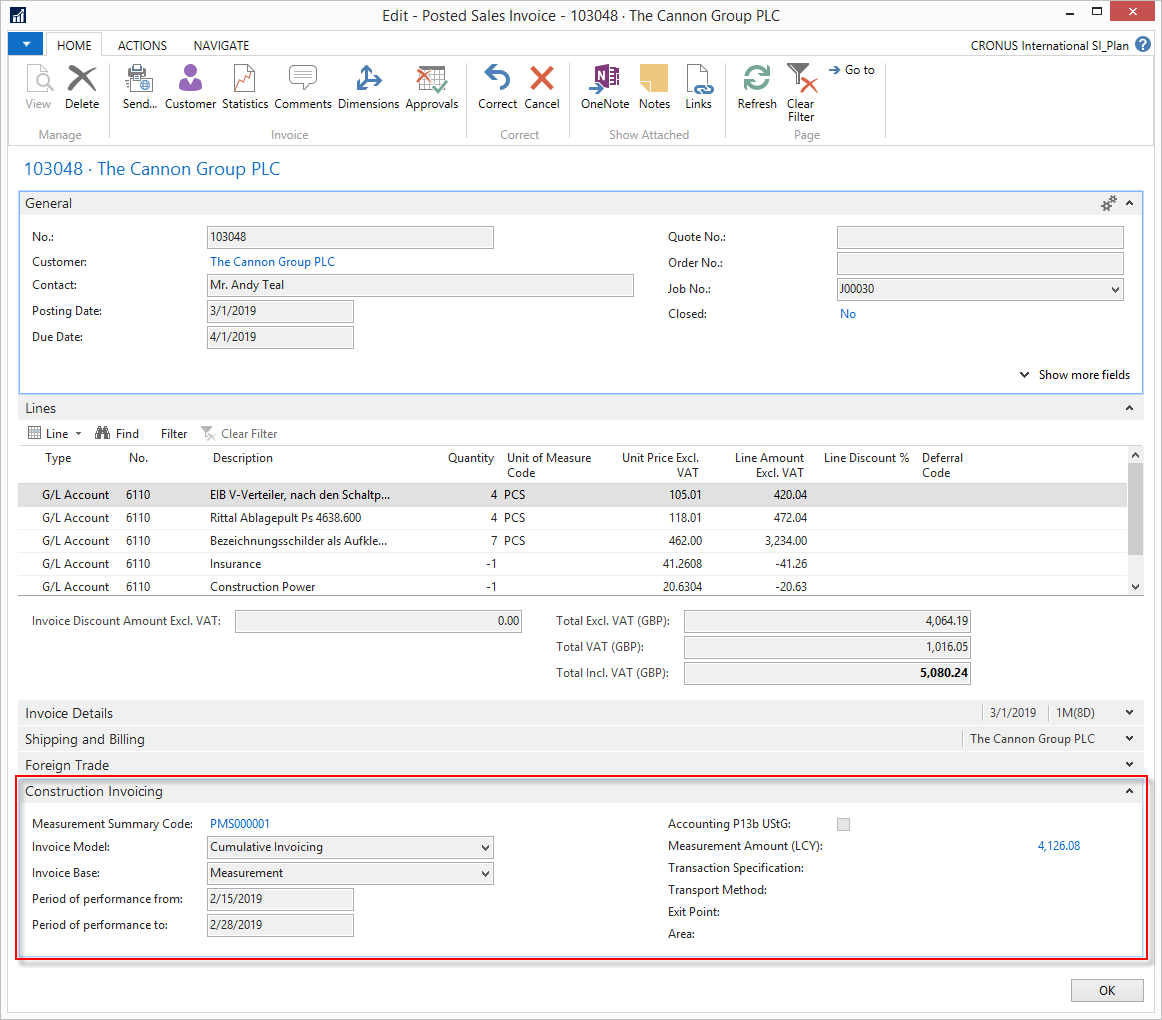 Edit - Posted Sales Invoice - 103048 · The Cannon Group PLC
HOME ACTIONS NAVIGATE CRONUS International SI_Plan ?
View Delete Send... Customer Statistics Comments Dimensions Approvals Correct Cancel OneNote Notes Links Refresh Clear Filter Go to
Manage Invoice Correct Show Attached Page
103048 · The Cannon Group PLC
General
No.: 103048 Quote No.:
Customer: The Cannon Group PLC Order No.:
Contact: Mr. Andy Teal Job No.: J00030
Posting Date: 3/1/2019 Closed: No
Due Date: 4/1/2019
Show more fields
Lines
Line Find Filter Clear Filter
Type No. Description Quantity Unit of Measure Code Unit Price Excl. VAT Line Amount Excl. VAT Line Discount % Deferral Code
G/L Account 6110 EIB V-Verteiler, nach den Schaltp... 4 PCS 105.01 420.04
G/L Account 6110 Rittal Ablagepult Ps 4638.600 4 PCS 118.01 472.04
G/L Account 6110 Bezeichnungsschilder als Aufkle... 7 PCS 462.00 3,234.00
G/L Account 6110 Insurance -1 41.2608 -41.26
G/L Account 6110 Construction Power -1 20.6304 -20.63
Invoice Discount Amount Excl. VAT: 0.00 Total Excl. VAT (GBP): 4,064.19
Total VAT (GBP): 1,016.05
Total Incl. VAT (GBP): 5,080.24
Invoice Details 3/1/2019 1M(8D)
Shipping and Billing The Cannon Group PLC
Foreign Trade
Construction Invoicing
Measurement Summary Code: PMS000001 Accounting P13b UStG:
Invoice Model: Cumulative Invoicing Measurement Amount (LCY): 4,126.08
Invoice Base: Measurement Transaction Specification:
Period of performance from: 2/15/2019 Transport Method:
Period of performance to: 2/28/2019 Exit Point:
Area:
OK